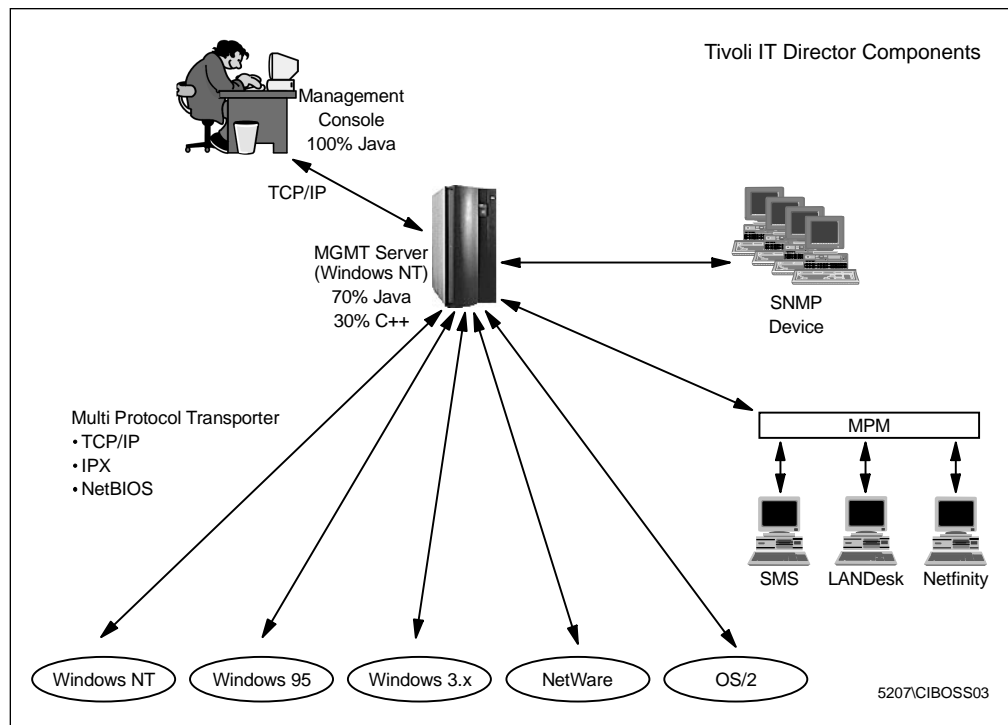 Tivoli IT Director Components
Management
Console
100% Java
TCP/IP
MGMT Server
(Windows NT)
70% Java
30% C++
SNMP
Device
Multi Protocol Transporter
• TCP/IP
• IPX
• NetBIOS
MPM
SMS
LANDesk
Netfinity
Windows NT
Windows 95
Windows 3.x
NetWare
OS/2
5207\CIBOSS03